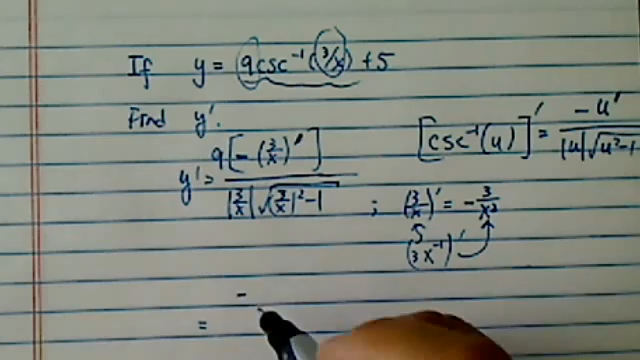 If y = 9csc⁻¹(3/x) + 5
Find y'.
[csc⁻¹(u)]' = -u' / |u|√u²-1
y' = 9[-(3/x)'] / |3/x|√(3/x)²-1 ; (3/x)' = -3/x²
(3x⁻¹)'
= -